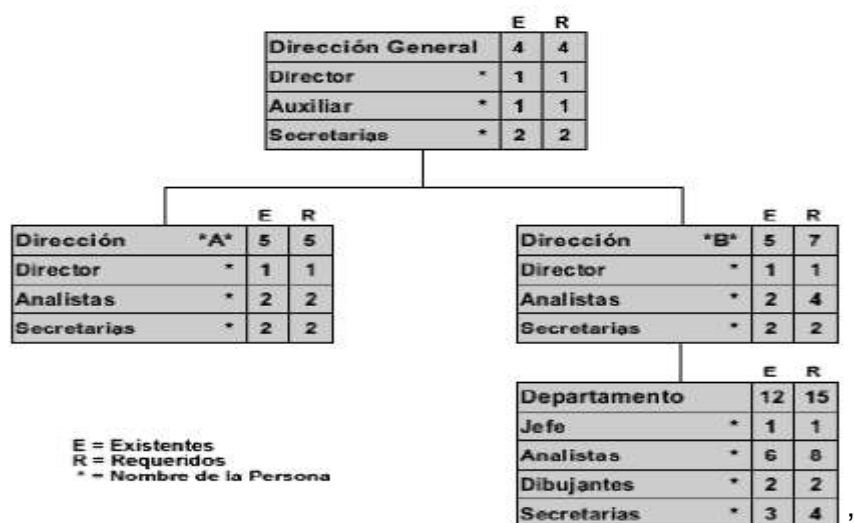 E R
Dirección General 4 4
Director * 1 1
Auxiliar * 1 1
Secretarias * 2 2
E R
Dirección *A* 5 5
Director * 1 1
Analistas * 2 2
Secretarias * 2 2
E R
Dirección *B* 5 7
Director * 1 1
Analistas * 2 4
Secretarias * 2 2
E R
Departamento 12 15
Jefe * 1 1
Analistas * 6 8
Dibujantes * 2 2
Secretarias * 3 4
,
E = Existentes
R = Requeridos
* = Nombre de la Persona